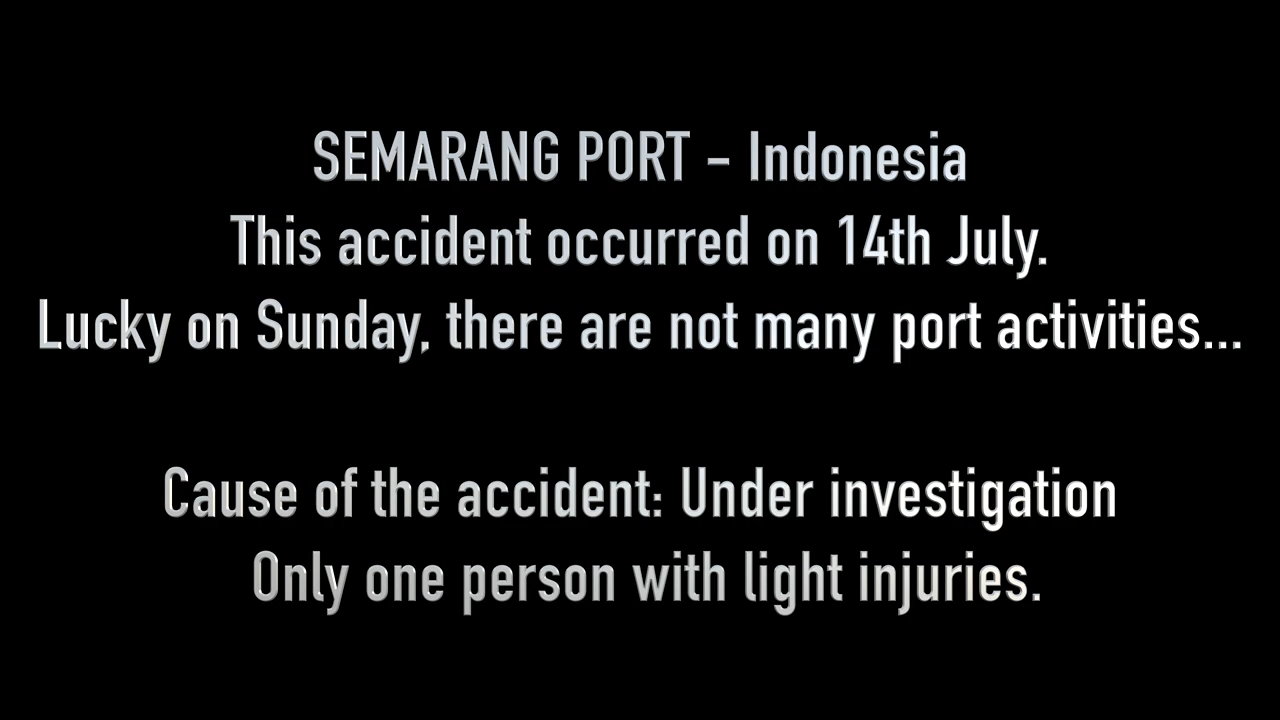 SEMARANG PORT – Indonesia
This accident occurred on 14th July.
Lucky on Sunday, there are not many port activities...
Cause of the accident: Under investigation
Only one person with light injuries.